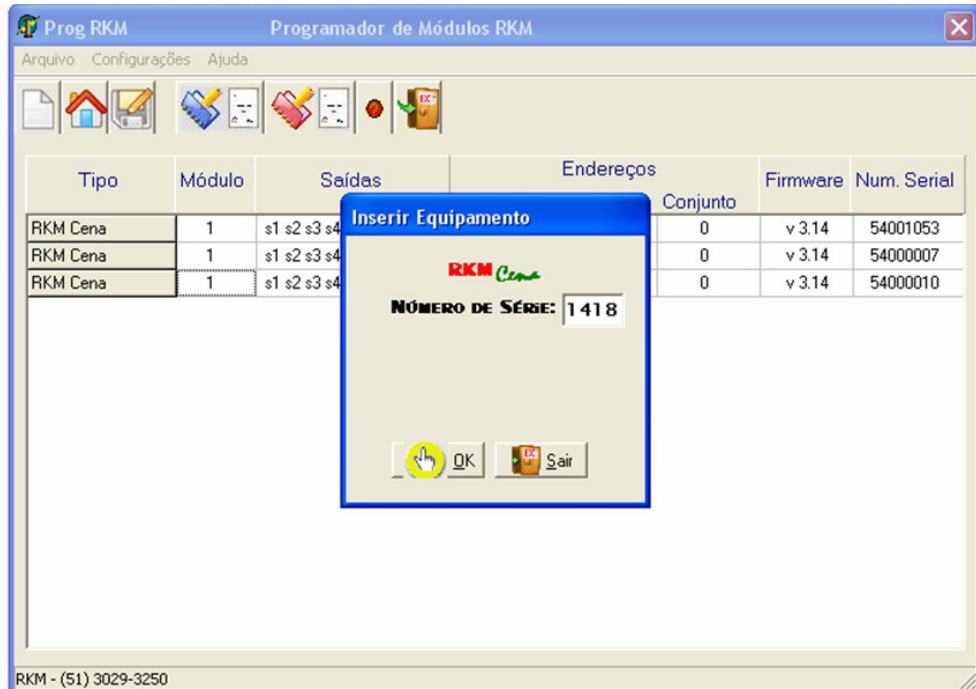 Prog RKM Programador de Módulos RKM
Arquivo Configurações Ajuda
EXIT
Tipo Módulo Saídas Endereços Firmware Num. Serial
Conjunto
RKM Cena 1 s1 s2 s3 s4 0 v 3.14 54001053
RKM Cena 1 s1 s2 s3 s4 0 v 3.14 54000007
RKM Cena 1 s1 s2 s3 s4 0 v 3.14 54000010
Inserir Equipamento
RKM Cena
NÚMERO DE SÉRIE: 1418
OK Sair
RKM - (51) 3029-3250